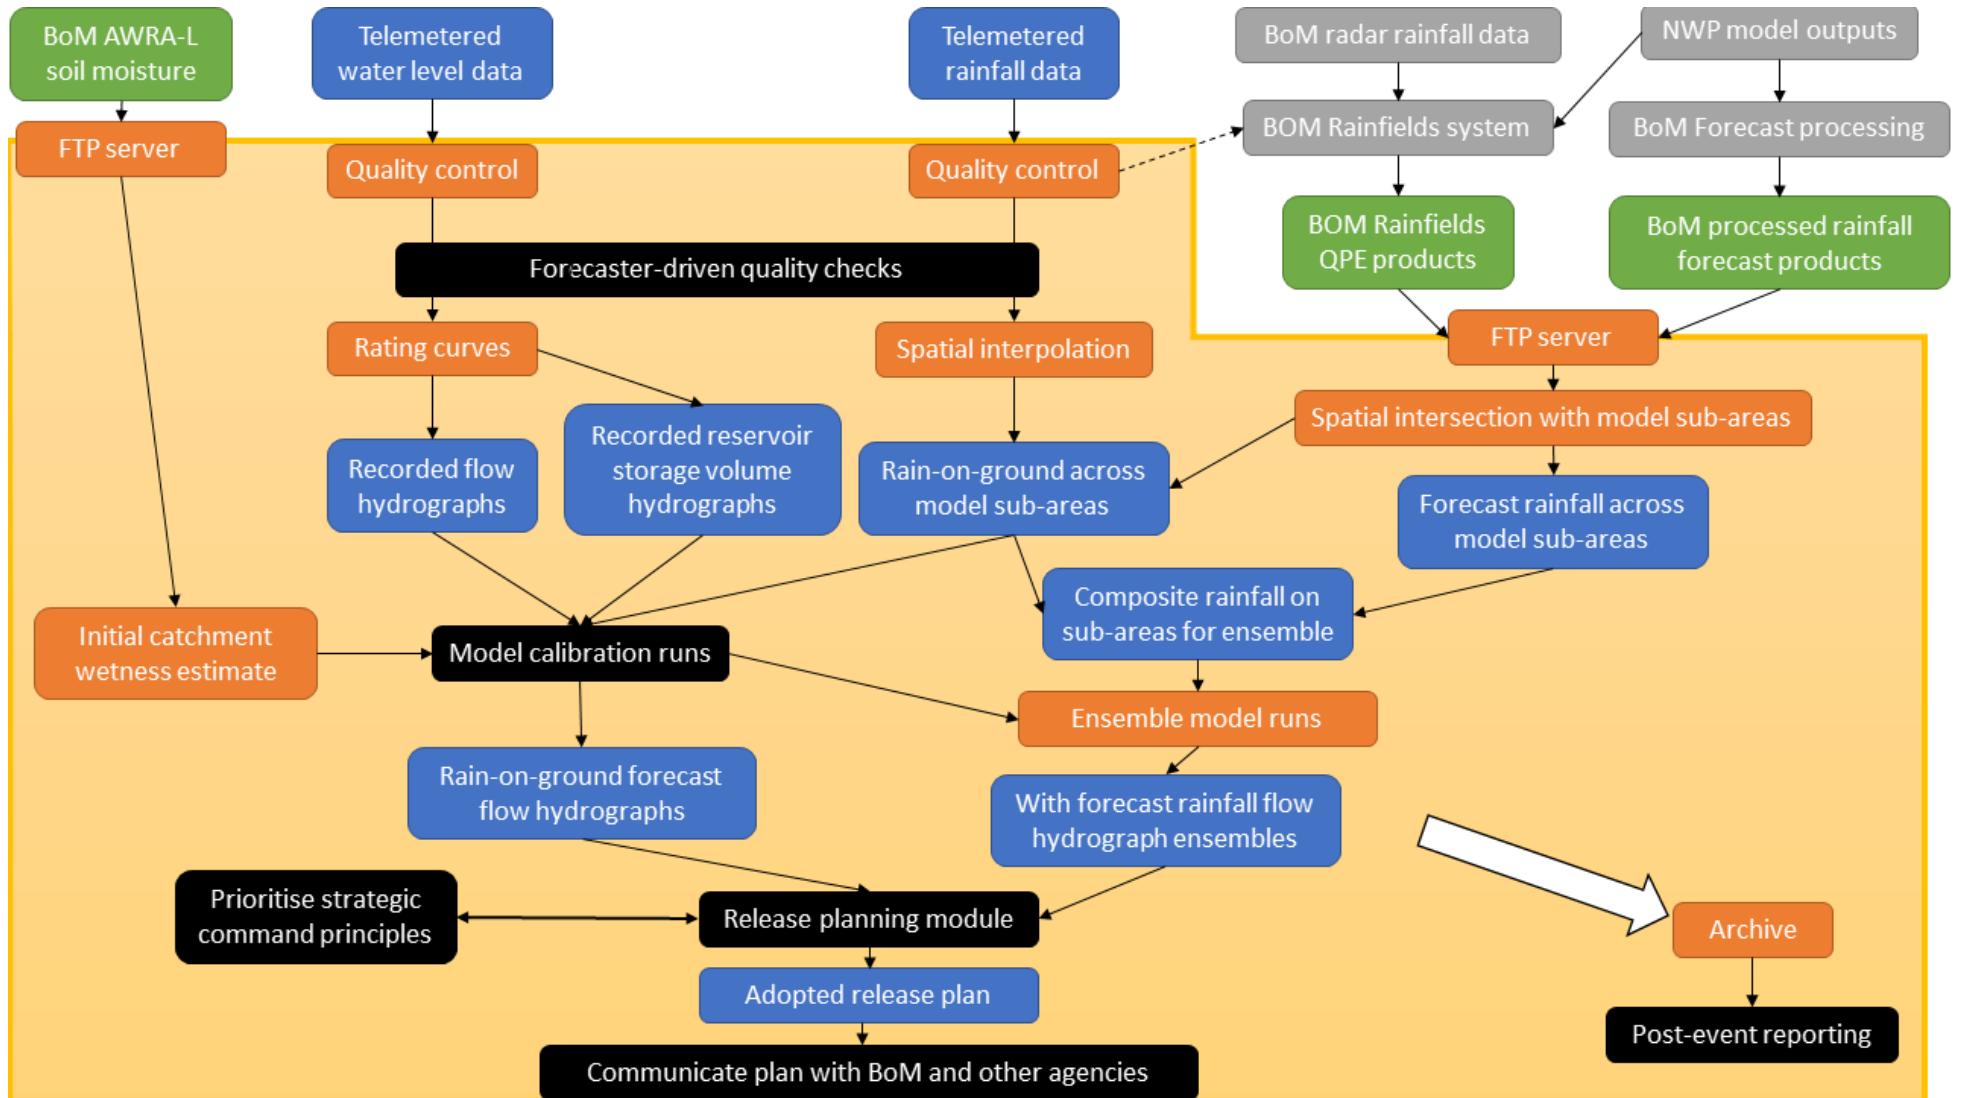 BoM AWRA-L
soil moisture
Telemetered
water level data
Telemetered
rainfall data
BoM radar rainfall data
NWP model outputs
FTP server
Quality control
Quality control
BOM Rainfields system
BoM Forecast processing
Forecaster-driven quality checks
BOM Rainfields
QPE products
BoM processed rainfall
forecast products
Rating curves
Spatial interpolation
FTP server
Spatial intersection with model sub-areas
Recorded flow
hydrographs
Recorded reservoir
storage volume
hydrographs
Rain-on-ground across
model sub-areas
Forecast rainfall across
model sub-areas
Initial catchment
wetness estimate
Model calibration runs
Composite rainfall on
sub-areas for ensemble
Ensemble model runs
Rain-on-ground forecast
flow hydrographs
With forecast rainfall flow
hydrograph ensembles
Prioritise strategic
command principles
Release planning module
Archive
Adopted release plan
Post-event reporting
Communicate plan with BoM and other agencies